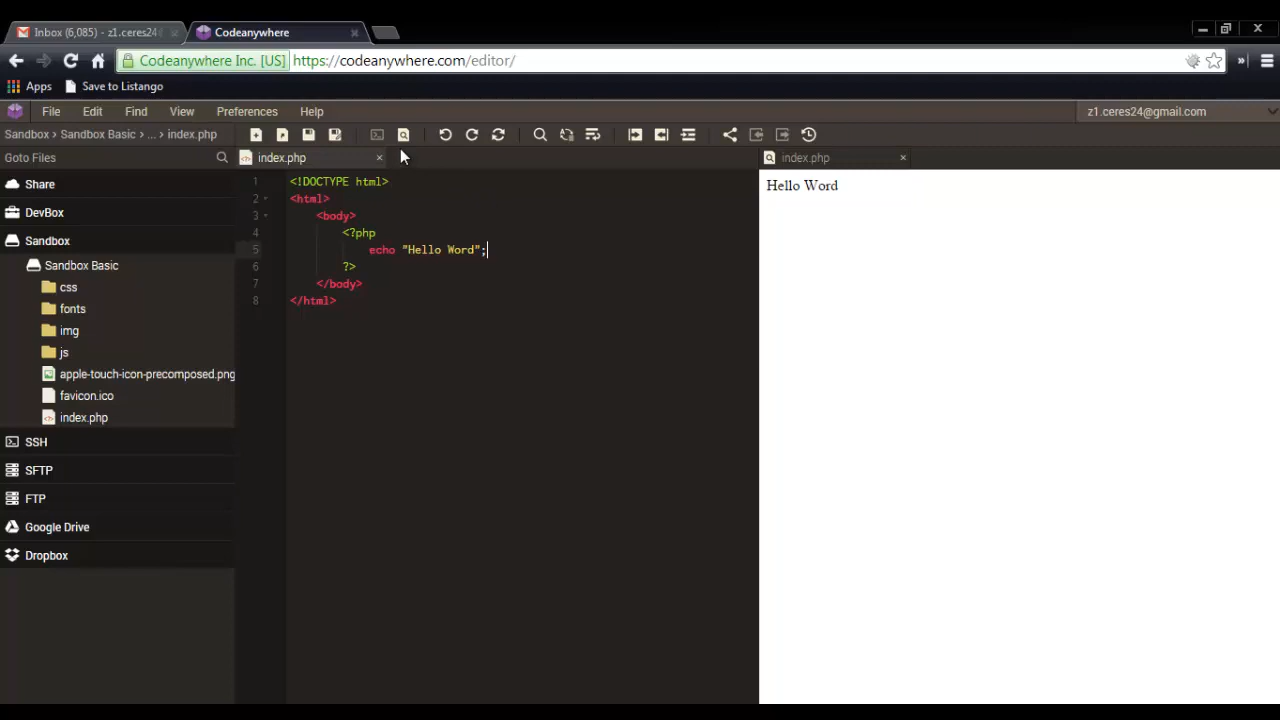 Inbox (6,085) - z1.ceres24@
Codeanywhere
Codeanywhere Inc. [US]
https://codeanywhere.com/editor/
Apps
Save to Listango
File Edit Find View Preferences Help
z1.ceres24@gmail.com
Sandbox › Sandbox Basic › ... › index.php
Goto Files
index.php
index.php
Share
DevBox
Sandbox
Sandbox Basic
css
fonts
img
js
apple-touch-icon-precomposed.png
favicon.ico
index.php
SSH
SFTP
FTP
Google Drive
Dropbox
1 <!DOCTYPE html>
2 <html>
3 <body>
4 <?php
5 echo "Hello Word";
6 ?>
7 </body>
8 </html>
Hello Word